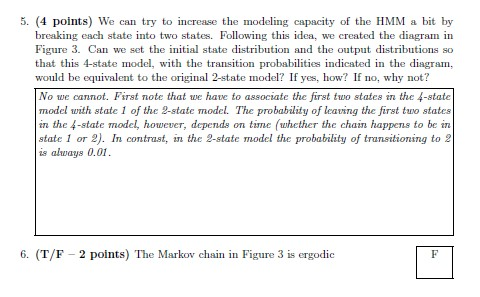 5. (4 points) We can try to increase the modeling capacity of the HMM a bit by
breaking each state into two states. Following this idea, we created the diagram in
Figure 3. Can we set the initial state distribution and the output distributions so
that this 4-state model, with the transition probabilities indicated in the diagram,
would be equivalent to the original 2-state model? If yes, how? If no, why not?
No we cannot. First note that we have to associate the first two states in the 4-state
model with state 1 of the 2-state model. The probability of leaving the first two states
in the 4-state model, however, depends on time (whether the chain happens to be in
state 1 or 2). In contrast, in the 2-state model the probability of transitioning to 2
is always 0.01.
6. (T/F – 2 points) The Markov chain in Figure 3 is ergodic
F